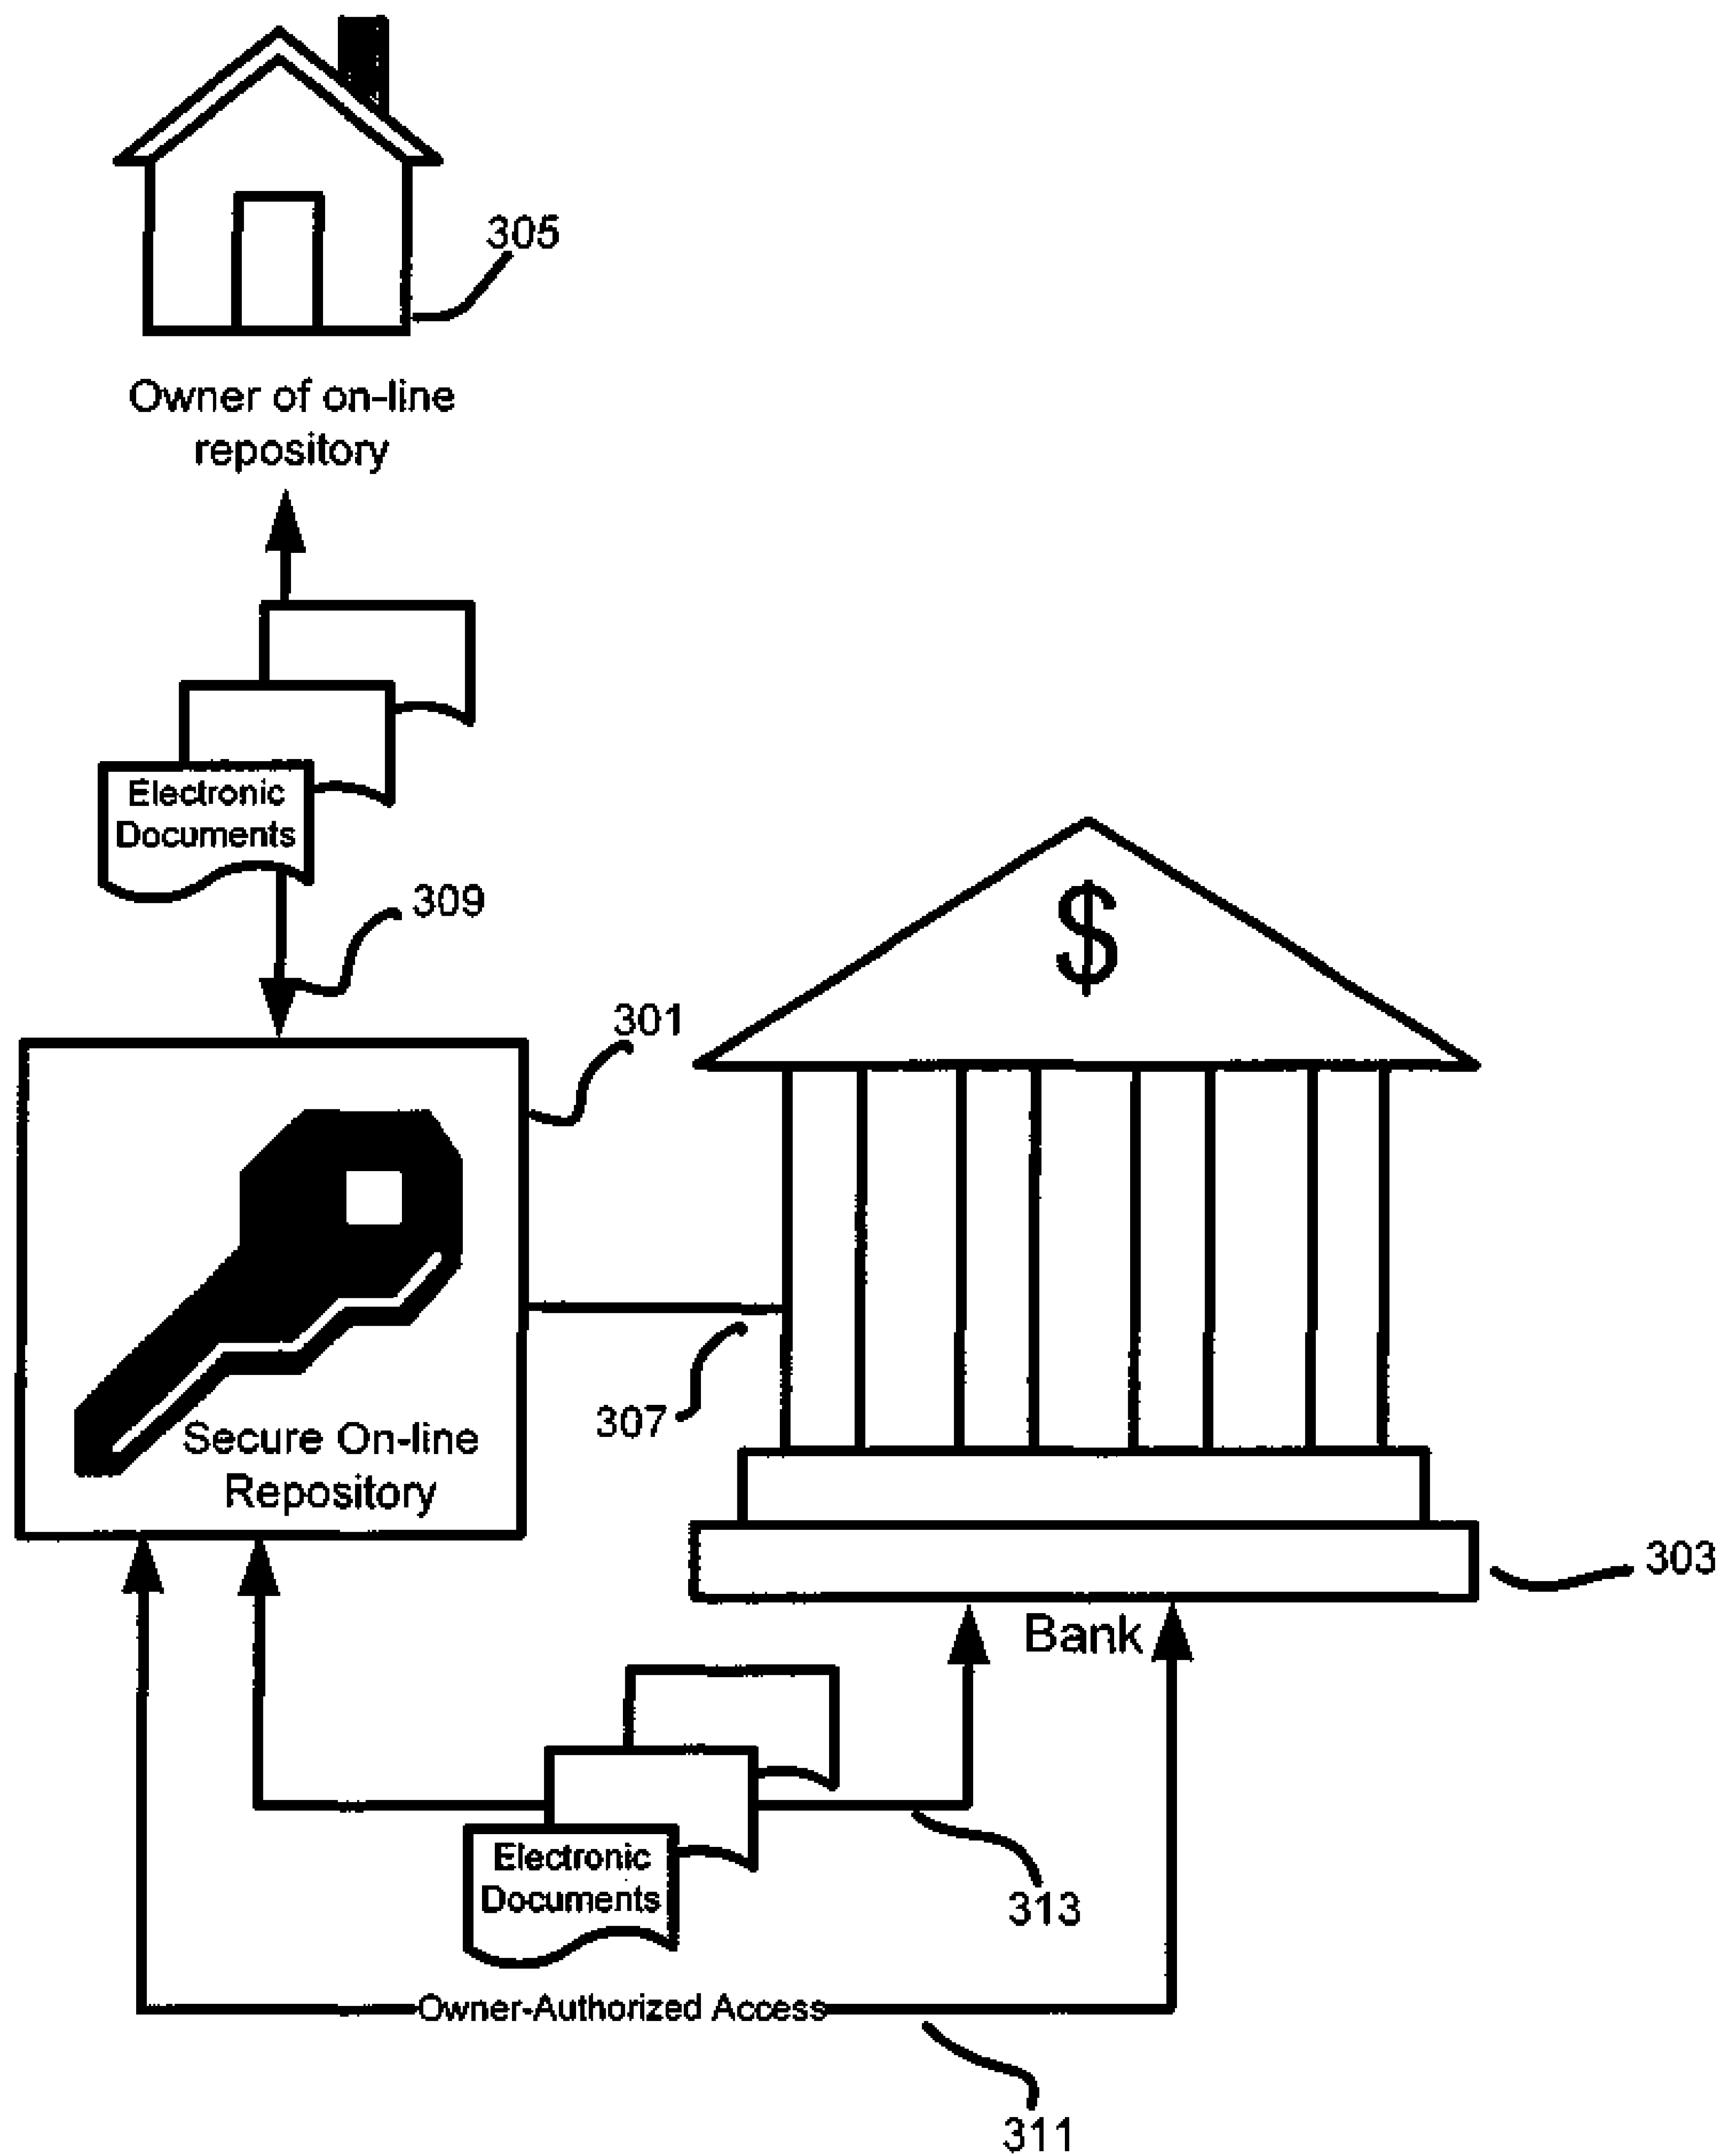 305
Owner of on-line
repository
Electronic
Documents
309
301
$
307
Secure On-line
Repository
303
Bank
Electronic
Documents
313
Owner-Authorized Access
311